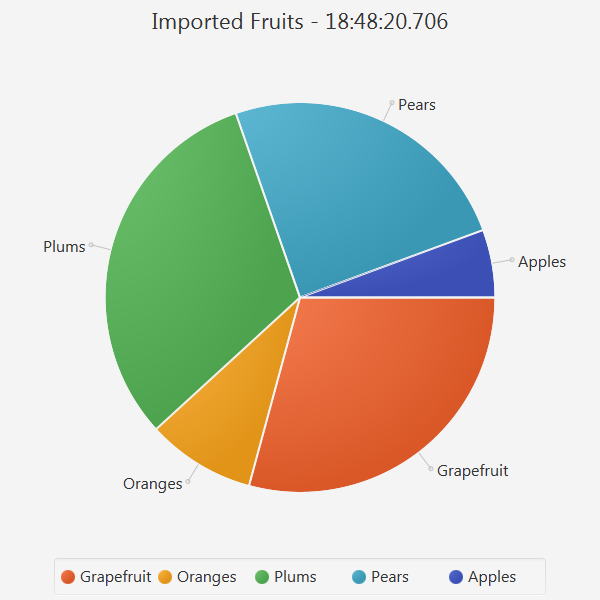 Imported Fruits - 18:48:20.706
Pears
Plums
Apples
Grapefruit
Oranges
Grapefruit Oranges Plums Pears Apples